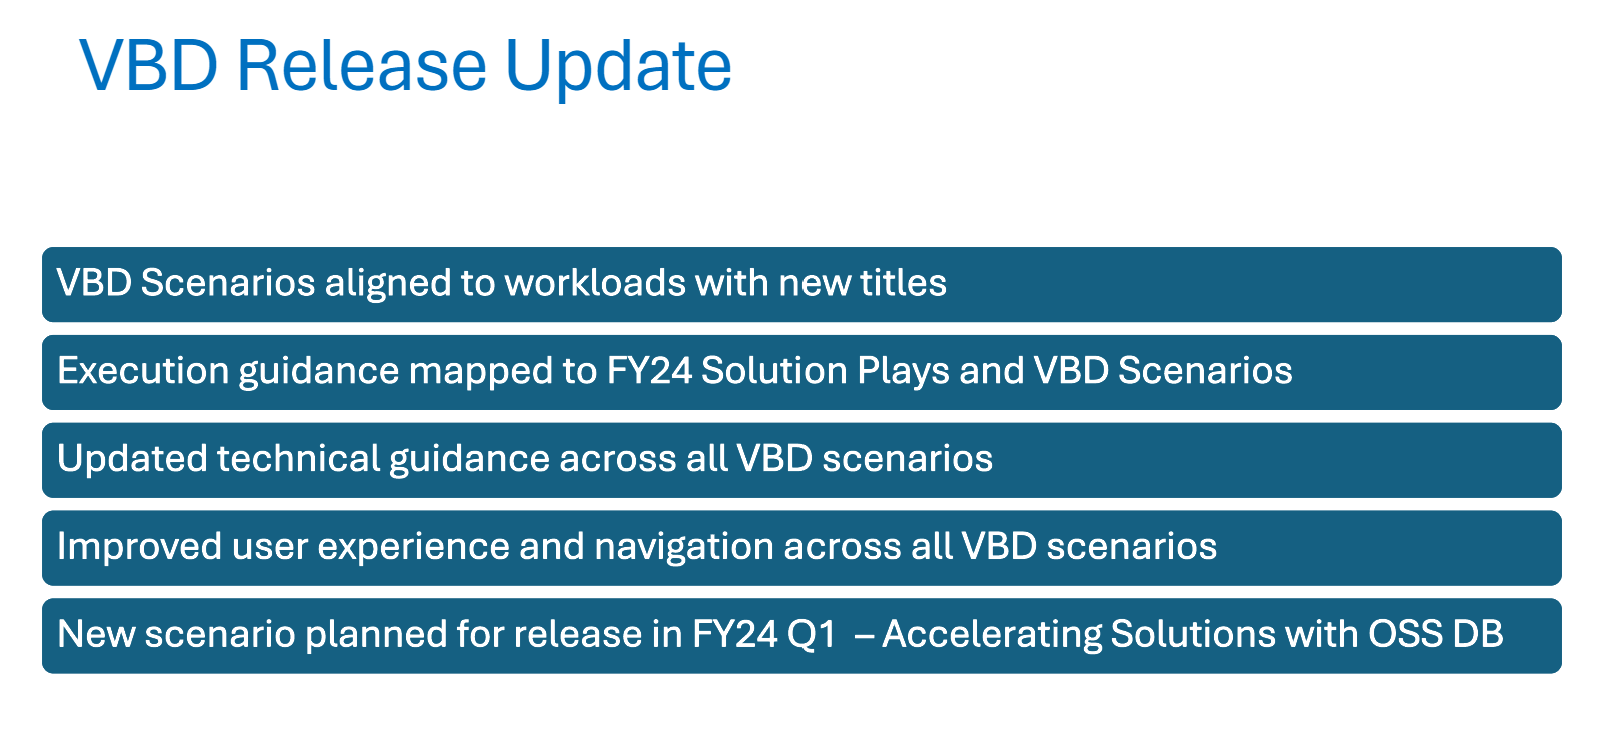 VBD Release Update
VBD Scenarios aligned to workloads with new titles
Execution guidance mapped to FY24 Solution Plays and VBD Scenarios
Updated technical guidance across all VBD scenarios
Improved user experience and navigation across all VBD scenarios
New scenario planned for release in FY24 Q1  – Accelerating Solutions with OSS DB